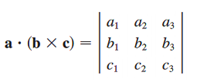 a · (b × c) = | a₁ a₂ a₃ |
| b₁ b₂ b₃ |
| c₁ c₂ c₃ |